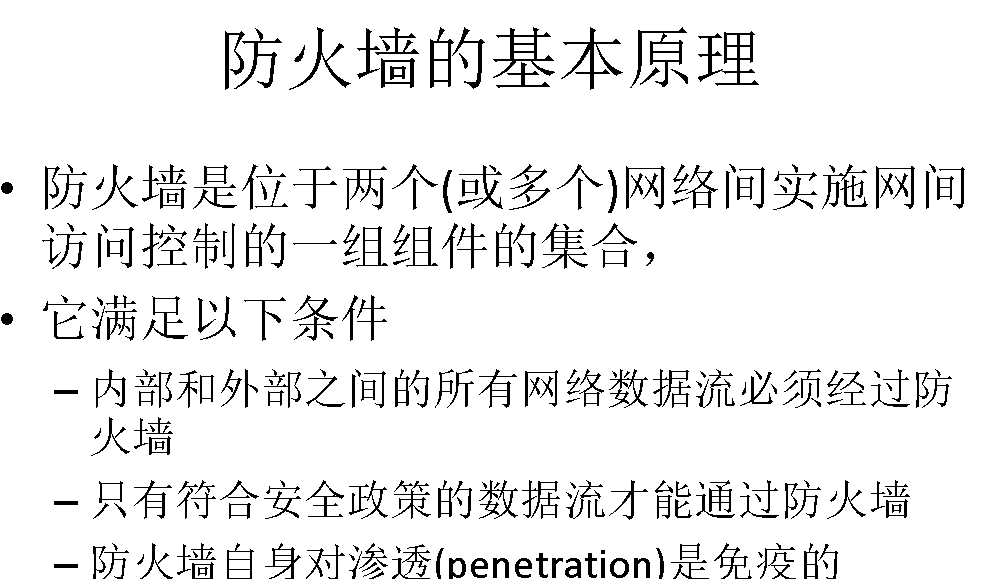 防火墙的基本原理
• 防火墙是位于两个(或多个)网络间实施网间
访问控制的一组组件的集合，
• 它满足以下条件
– 内部和外部之间的所有网络数据流必须经过防
火墙
– 只有符合安全政策的数据流才能通过防火墙
– 防火墙自身对渗透(penetration)是免疫的